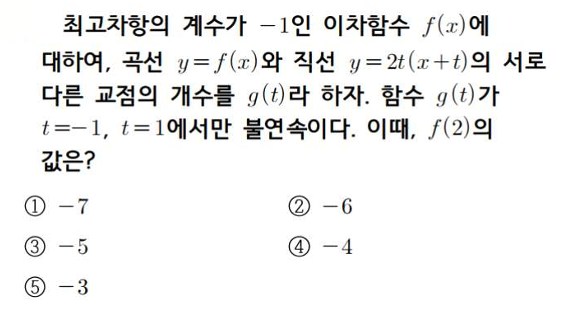 최고차항의 계수가 −1인 이차함수 f(x)에
대하여, 곡선 y=f(x)와 직선 y=2t(x+t)의 서로
다른 교점의 개수를 g(t)라 하자. 함수 g(t)가
t=−1, t=1에서만 불연속이다. 이때, f(2)의
값은?
① −7 ② −6
③ −5 ④ −4
⑤ −3